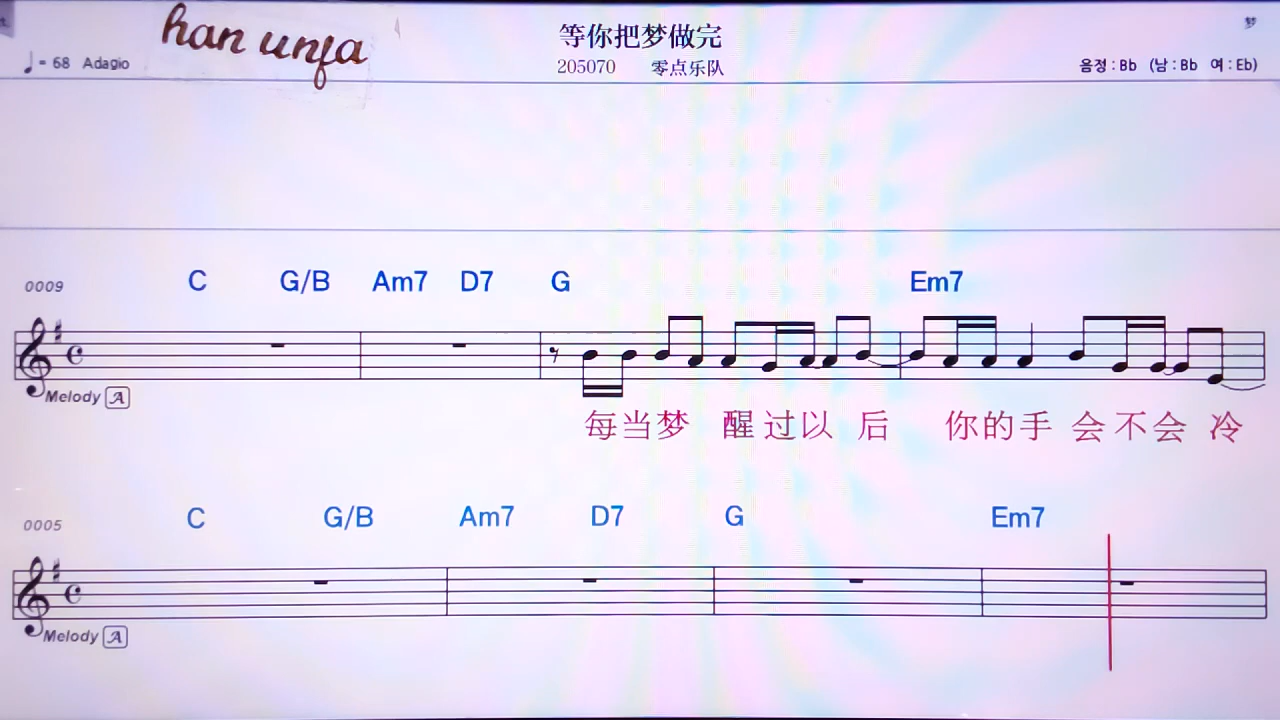 han unfa
等你把梦做完
梦
♩= 68 Adagio
205070 零点乐队
음정 : Bb (남 : Bb 여 : Eb)
0009 C G/B Am7 D7 G Em7
Melody A
每当梦 醒过以 后 你的手 会不会 冷
0005 C G/B Am7 D7 G Em7
Melody A